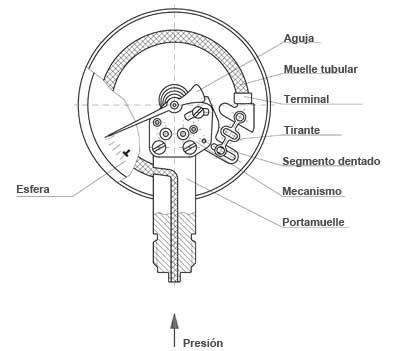 Aguja
Muelle tubular
Terminal
Tirante
Segmento dentado
Esfera
Mecanismo
Portamuelle
Presión